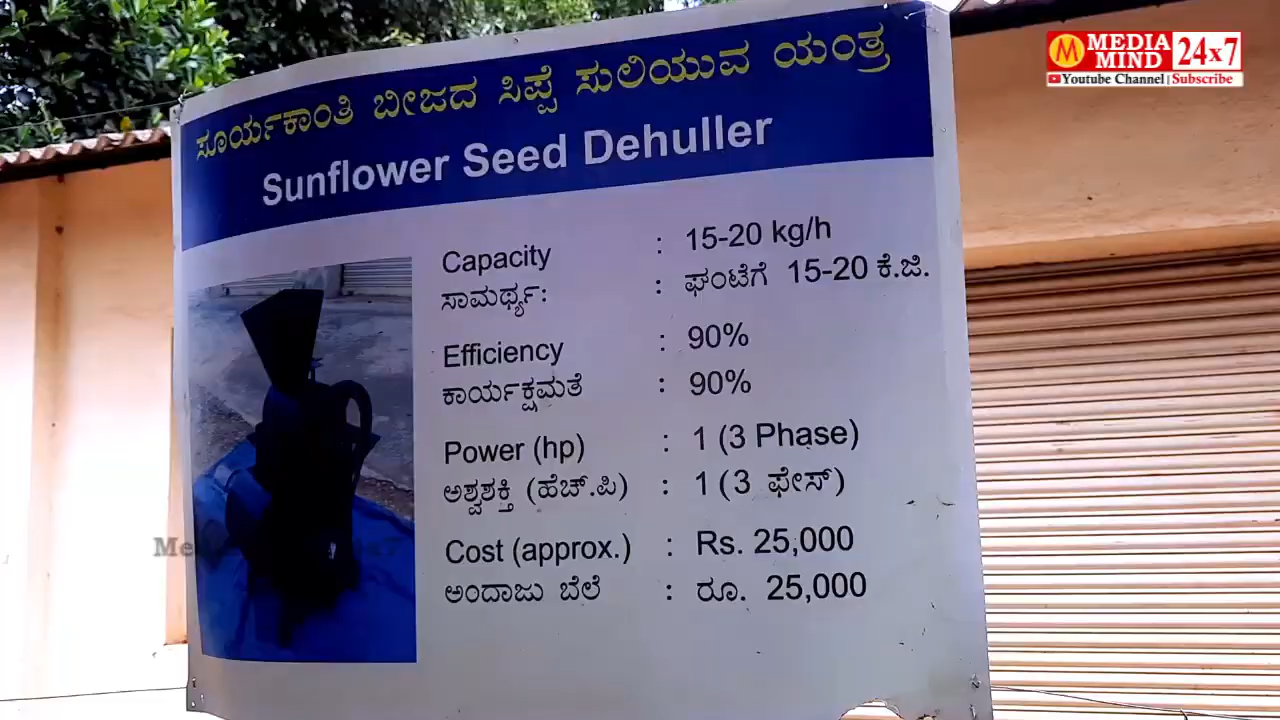 MEDIA MIND 24x7
Youtube Channel | Subscribe
ಸೂರ್ಯಕಾಂತಿ ಬೀಜದ ಸಿಪ್ಪೆ ಸುಲಿಯುವ ಯಂತ್ರ
Sunflower Seed Dehuller
Capacity : 15-20 kg/h
ಸಾಮರ್ಥ್ಯ: : ಘಂಟೆಗೆ 15-20 ಕೆ.ಜಿ.
Efficiency : 90%
ಕಾರ್ಯಕ್ಷಮತೆ : 90%
Power (hp) : 1 (3 Phase)
ಅಶ್ವಶಕ್ತಿ (ಹೆಚ್.ಪಿ) : 1 (3 ಫೇಸ್)
Cost (approx.) : Rs. 25,000
ಅಂದಾಜು ಬೆಲೆ : ರೂ. 25,000